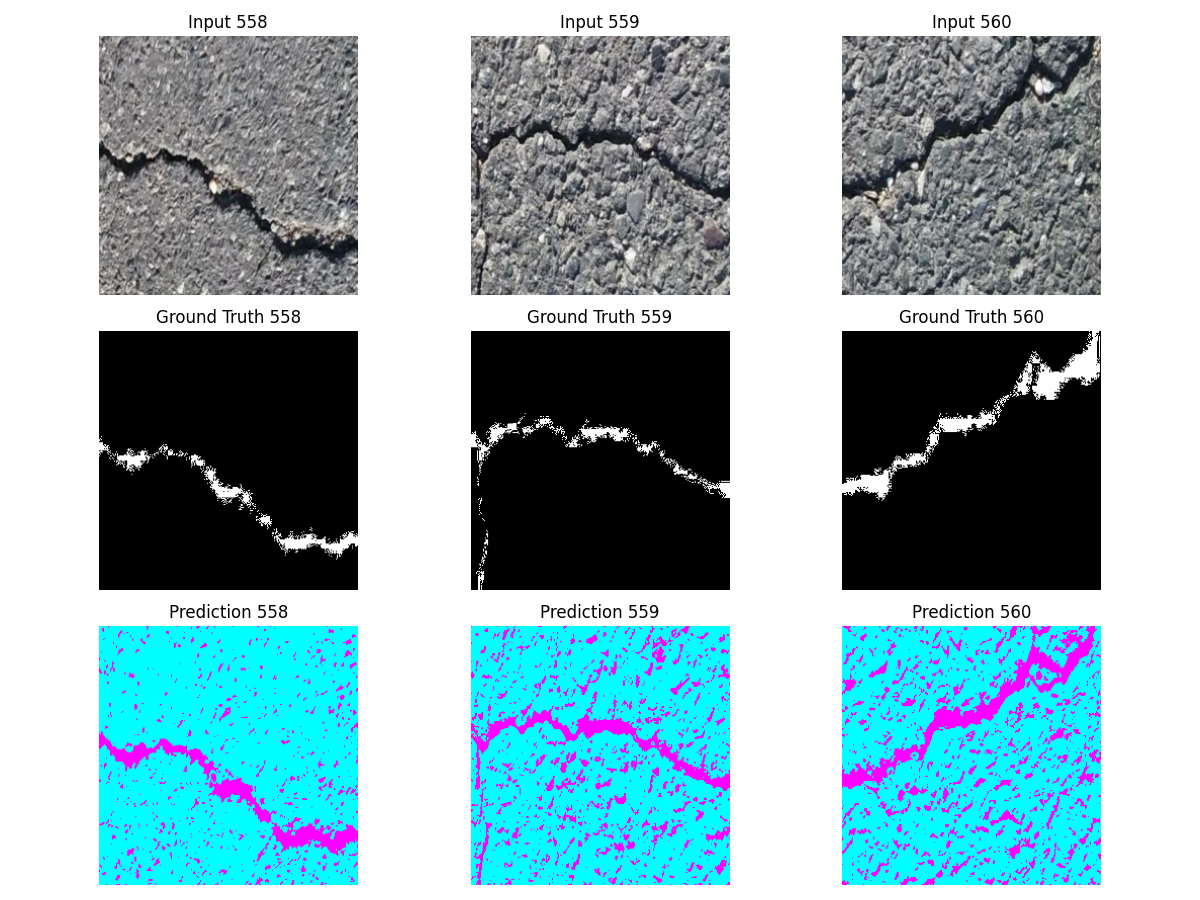 Input 558
Input 559
Input 560
Ground Truth 558
Ground Truth 559
Ground Truth 560
Prediction 558
Prediction 559
Prediction 560